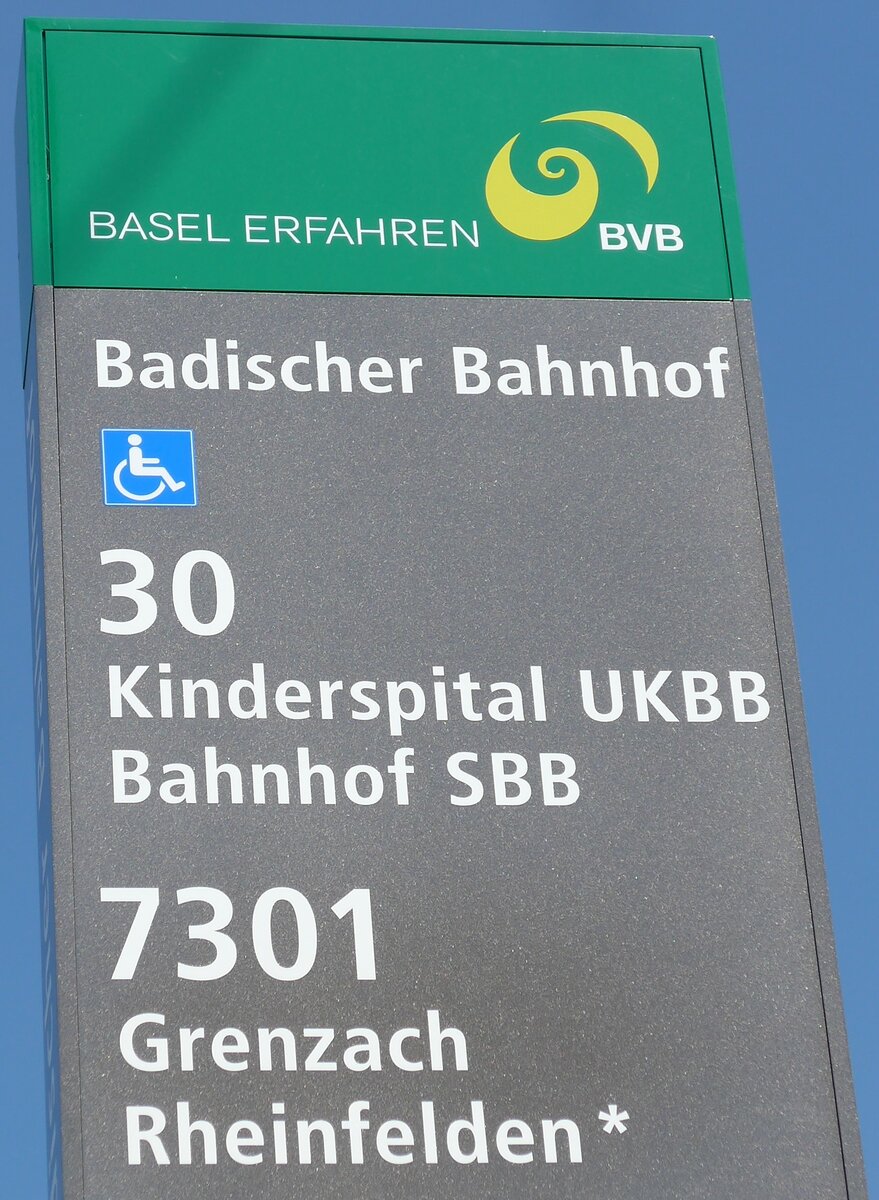 BASEL ERFAHREN BVB
Badischer Bahnhof
30
Kinderspital UKBB
Bahnhof SBB
7301
Grenzach
Rheinfelden*